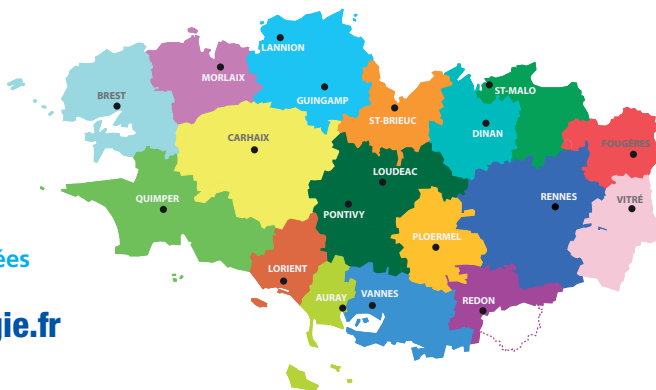 LANNION
MORLAIX
BREST
GUINGAMP
ST-MALO
ST-BRIEUC
DINAN
CARHAIX
FOUGÈRES
LOUDEAC
QUIMPER
RENNES
VITRÉ
PONTIVY
PLOERMEL
ées
LORIENT
AURAY
VANNES
REDON
gie.fr